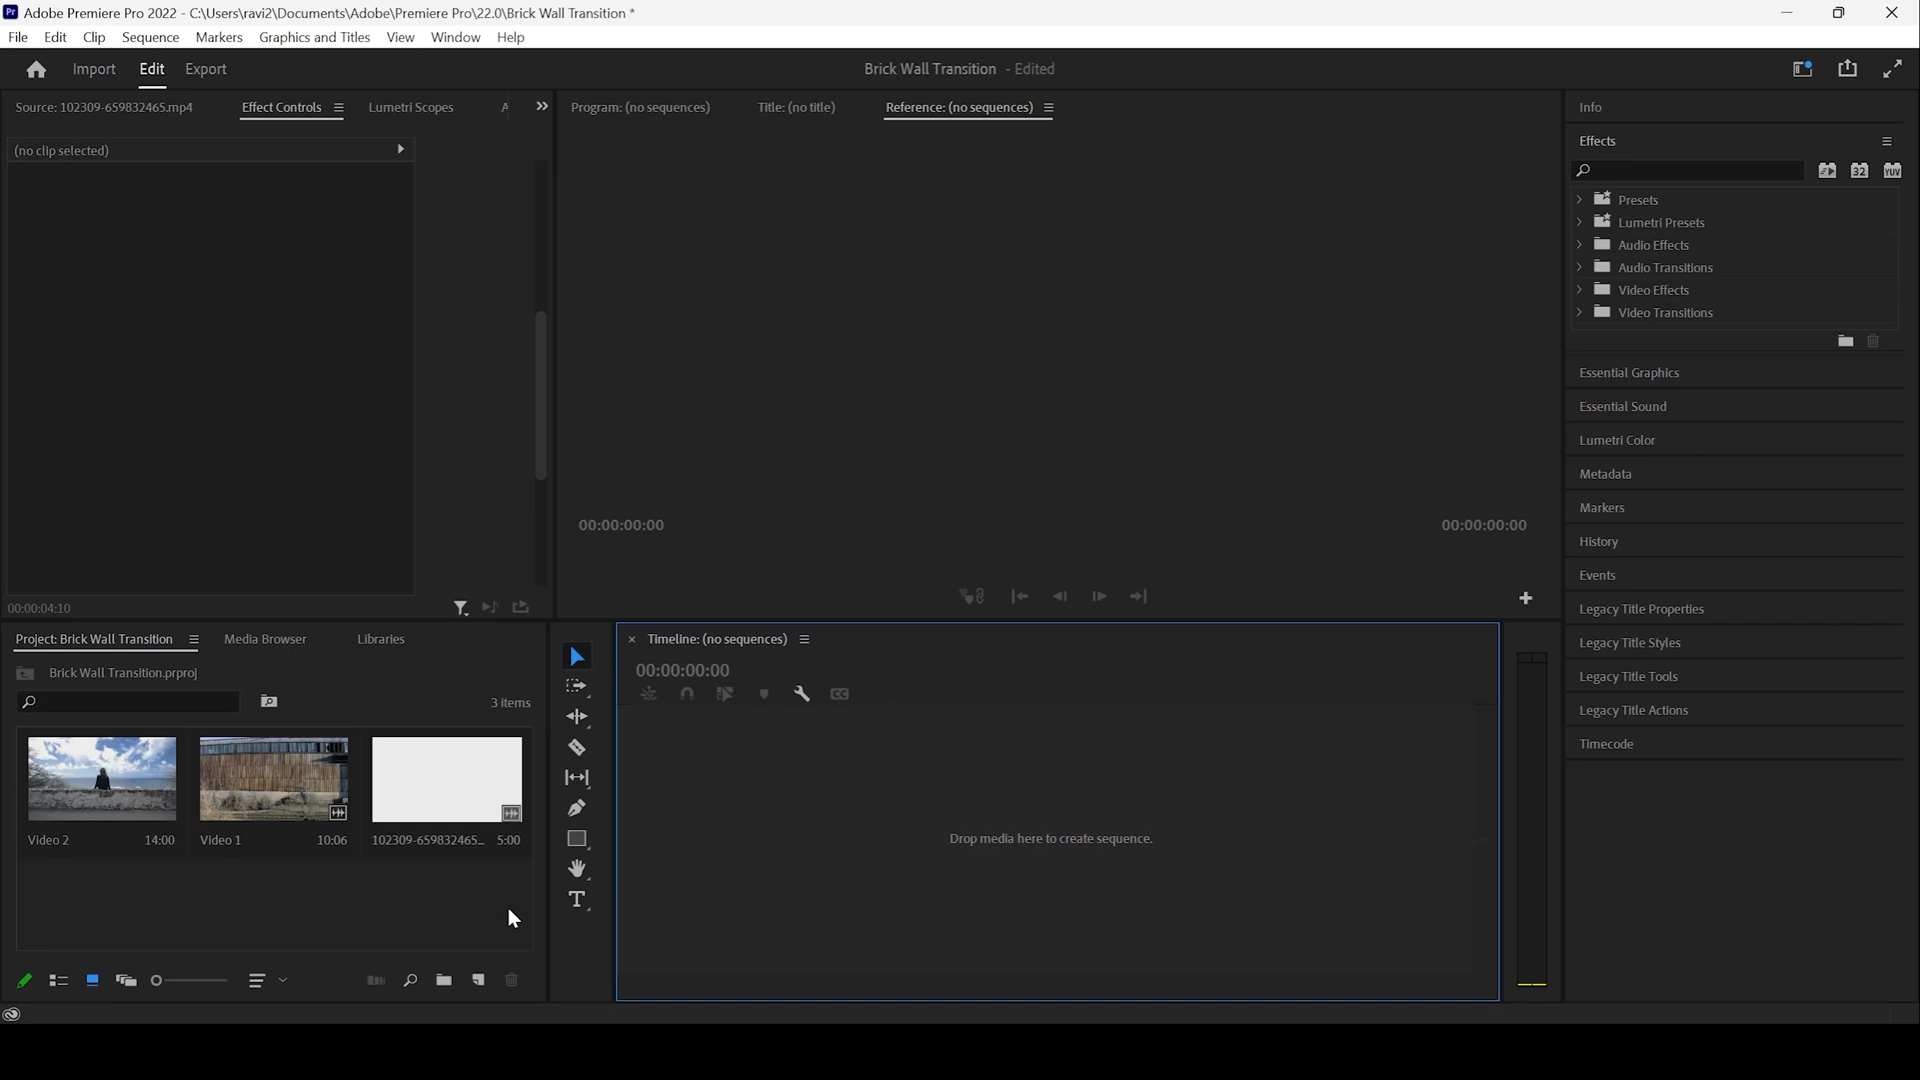 Pr Adobe Premiere Pro 2022 - C:\Users\ravi2\Documents\Adobe\Premiere Pro\22.0\Brick Wall Transition *
File Edit Clip Sequence Markers Graphics and Titles View Window Help
Import Edit Export
Brick Wall Transition - Edited
Source: 102309-659832465.mp4 Effect Controls Lumetri Scopes A
Program: (no sequences) Title: (no title) Reference: (no sequences)
(no clip selected)
00:00:04:10
00:00:00:00 00:00:00:00
Info
Effects
32 YUV
Presets
Lumetri Presets
Audio Effects
Audio Transitions
Video Effects
Video Transitions
Essential Graphics
Essential Sound
Lumetri Color
Metadata
Markers
History
Events
Legacy Title Properties
Legacy Title Styles
Legacy Title Tools
Legacy Title Actions
Timecode
Project: Brick Wall Transition Media Browser Libraries
Brick Wall Transition.prproj
3 items
Video 2 14:00
Video 1 10:06
102309-659832465... 5:00
T
× Timeline: (no sequences)
00:00:00:00
CC
Drop media here to create sequence.